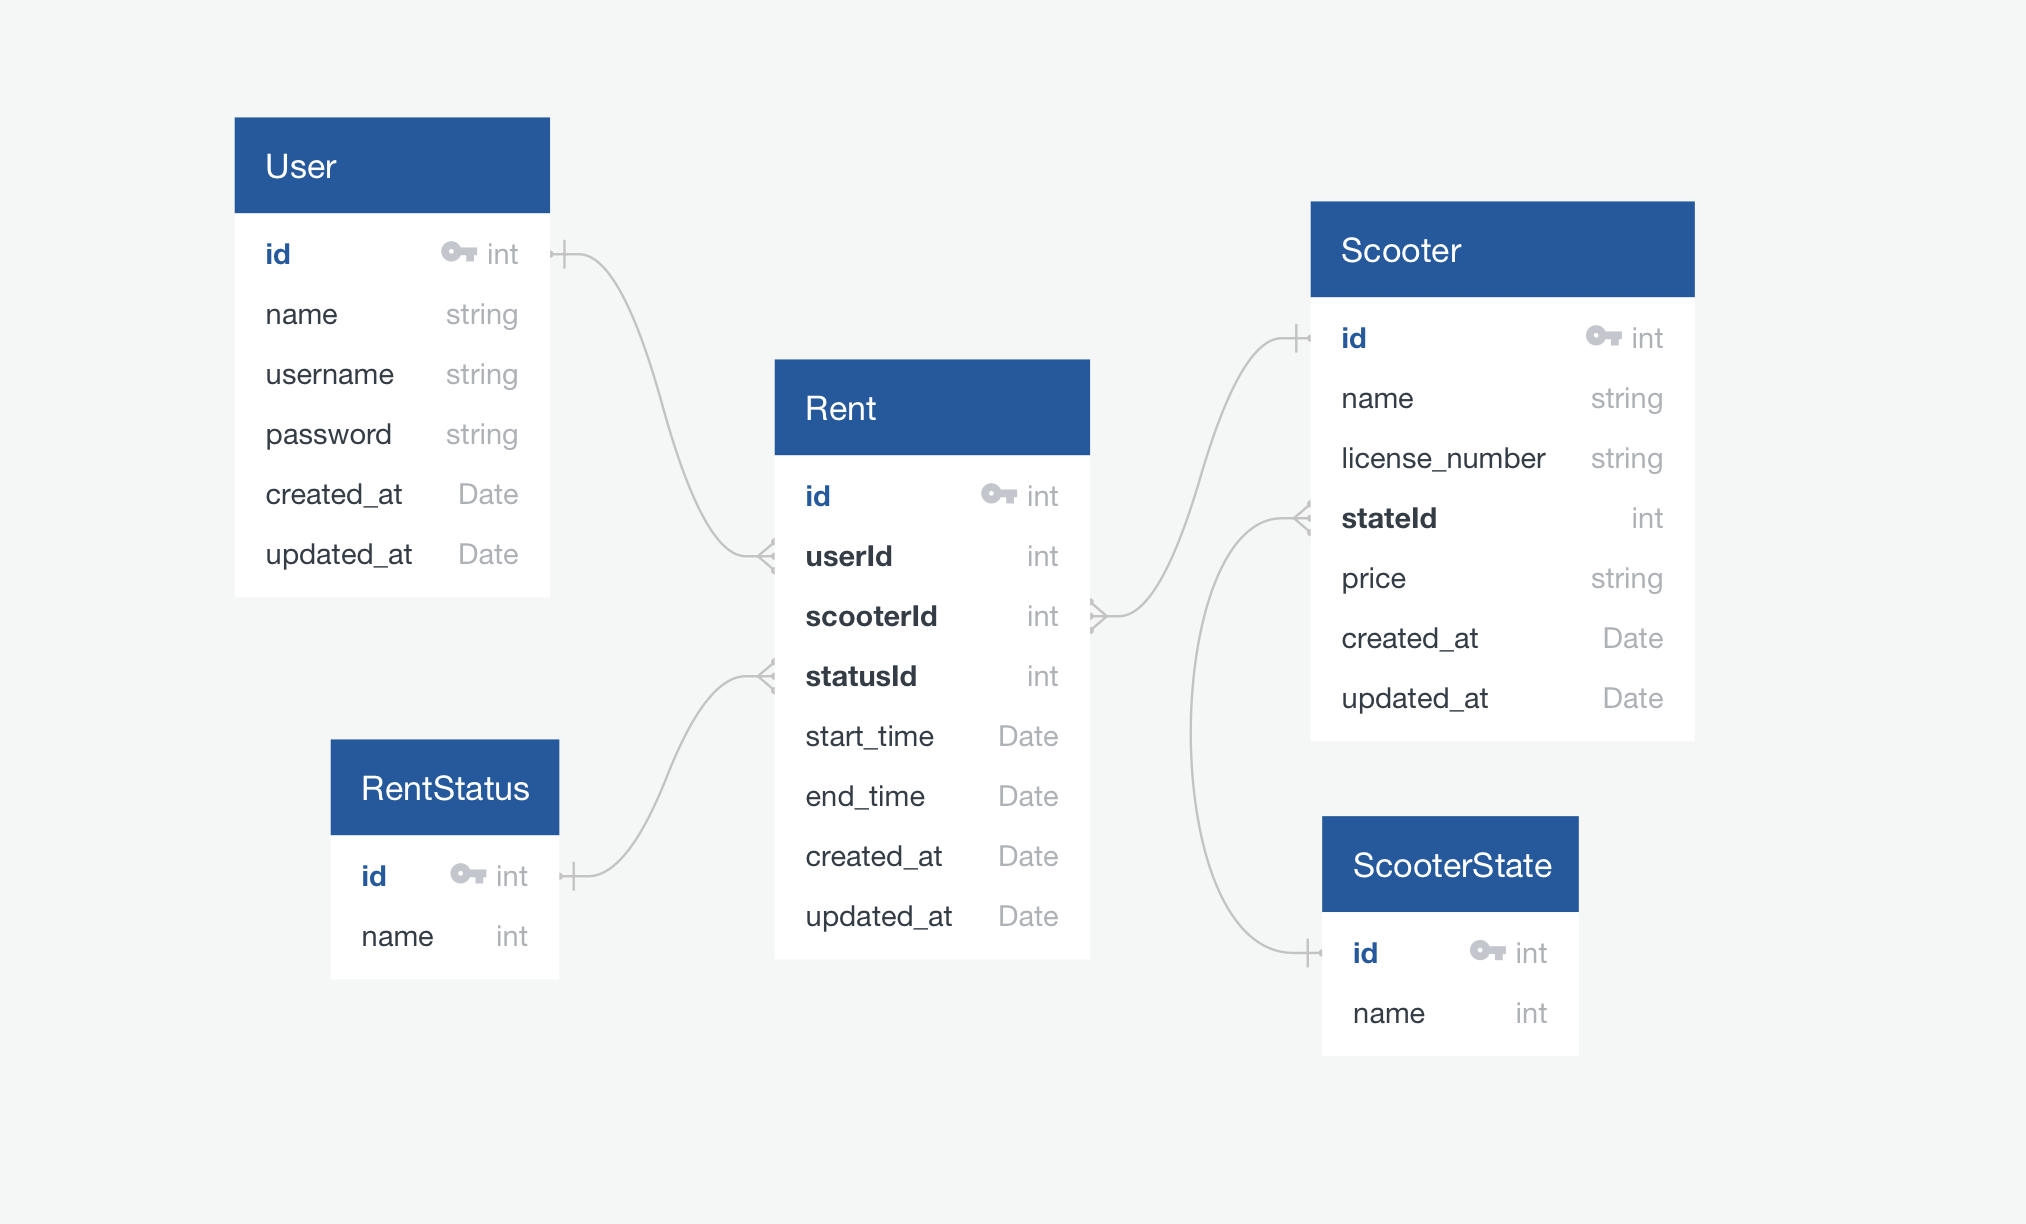 User
id int
name string
username string
password string
created_at Date
updated_at Date
Rent
id int
userId int
scooterId int
statusId int
start_time Date
end_time Date
created_at Date
updated_at Date
Scooter
id int
name string
license_number string
stateId int
price string
created_at Date
updated_at Date
RentStatus
id int
name int
ScooterState
id int
name int